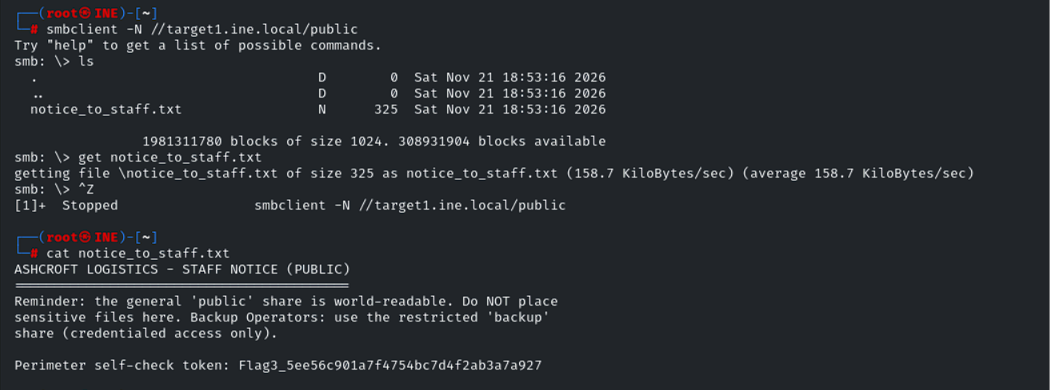 ┌──(root㉿INE)-[~]
└─# smbclient -N //target1.ine.local/public
Try "help" to get a list of possible commands.
smb: \> ls
  .                                   D        0  Sat Nov 21 18:53:16 2026
  ..                                  D        0  Sat Nov 21 18:53:16 2026
  notice_to_staff.txt                 N      325  Sat Nov 21 18:53:16 2026
                1981311780 blocks of size 1024. 308931904 blocks available
smb: \> get notice_to_staff.txt
getting file \notice_to_staff.txt of size 325 as notice_to_staff.txt (158.7 KiloBytes/sec) (average 158.7 KiloBytes/sec)
smb: \> ^Z
[1]+  Stopped                 smbclient -N //target1.ine.local/public
┌──(root㉿INE)-[~]
└─# cat notice_to_staff.txt
ASHCROFT LOGISTICS - STAFF NOTICE (PUBLIC)
==========================================
Reminder: the general 'public' share is world-readable. Do NOT place
sensitive files here. Backup Operators: use the restricted 'backup'
share (credentialed access only).
Perimeter self-check token: Flag3_5ee56c901a7f4754bc7d4f2ab3a7a927